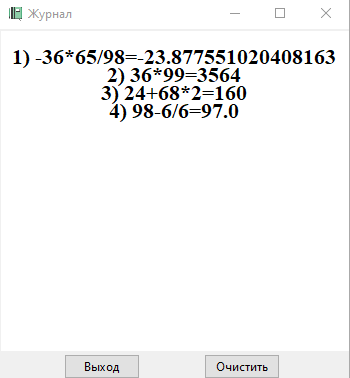 Журнал
1) -36*65/98=-23.877551020408163
2) 36*99=3564
3) 24+68*2=160
4) 98-6/6=97.0
Выход
Очистить